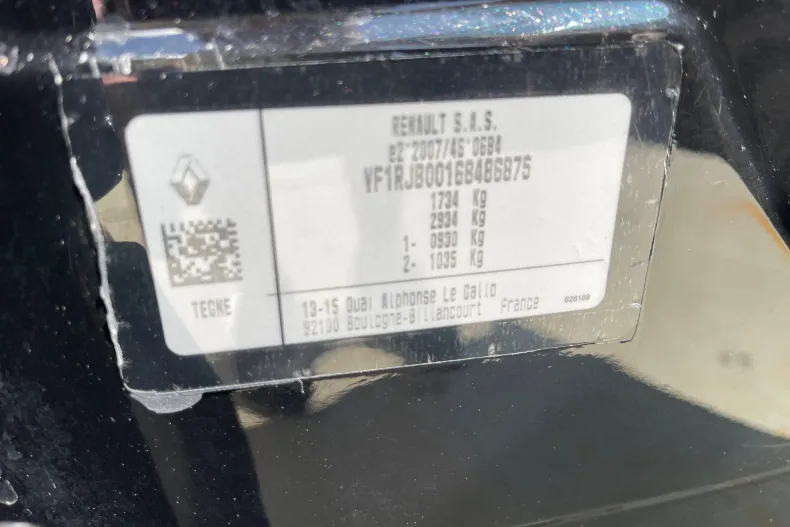 RENAULT S.A.S.
e2*2007/46*0684
VF1RJB00168486875
1734 Kg
2934 Kg
1- 0930 Kg
2- 1035 Kg
TEGNE
13-15 Quai Alphonse Le Gallo
92100 Boulogne-Billancourt France
628188